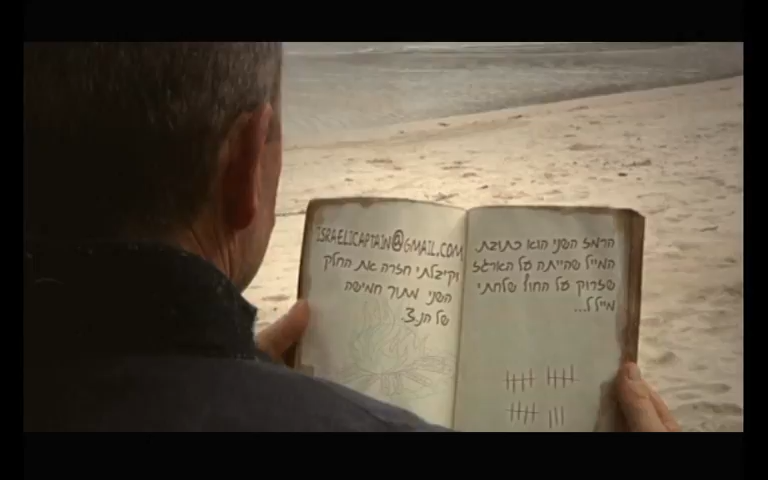 הרמז השני הוא כתובת
המייל שהייתה על הארגז
שזרוק על החוף שלחתי
מייל ל...
ISRAELICAPTAIN@GMAIL.COM
וקיבלתי חזרה את החלק
השני מתוך חמישה
של הנ.צ.